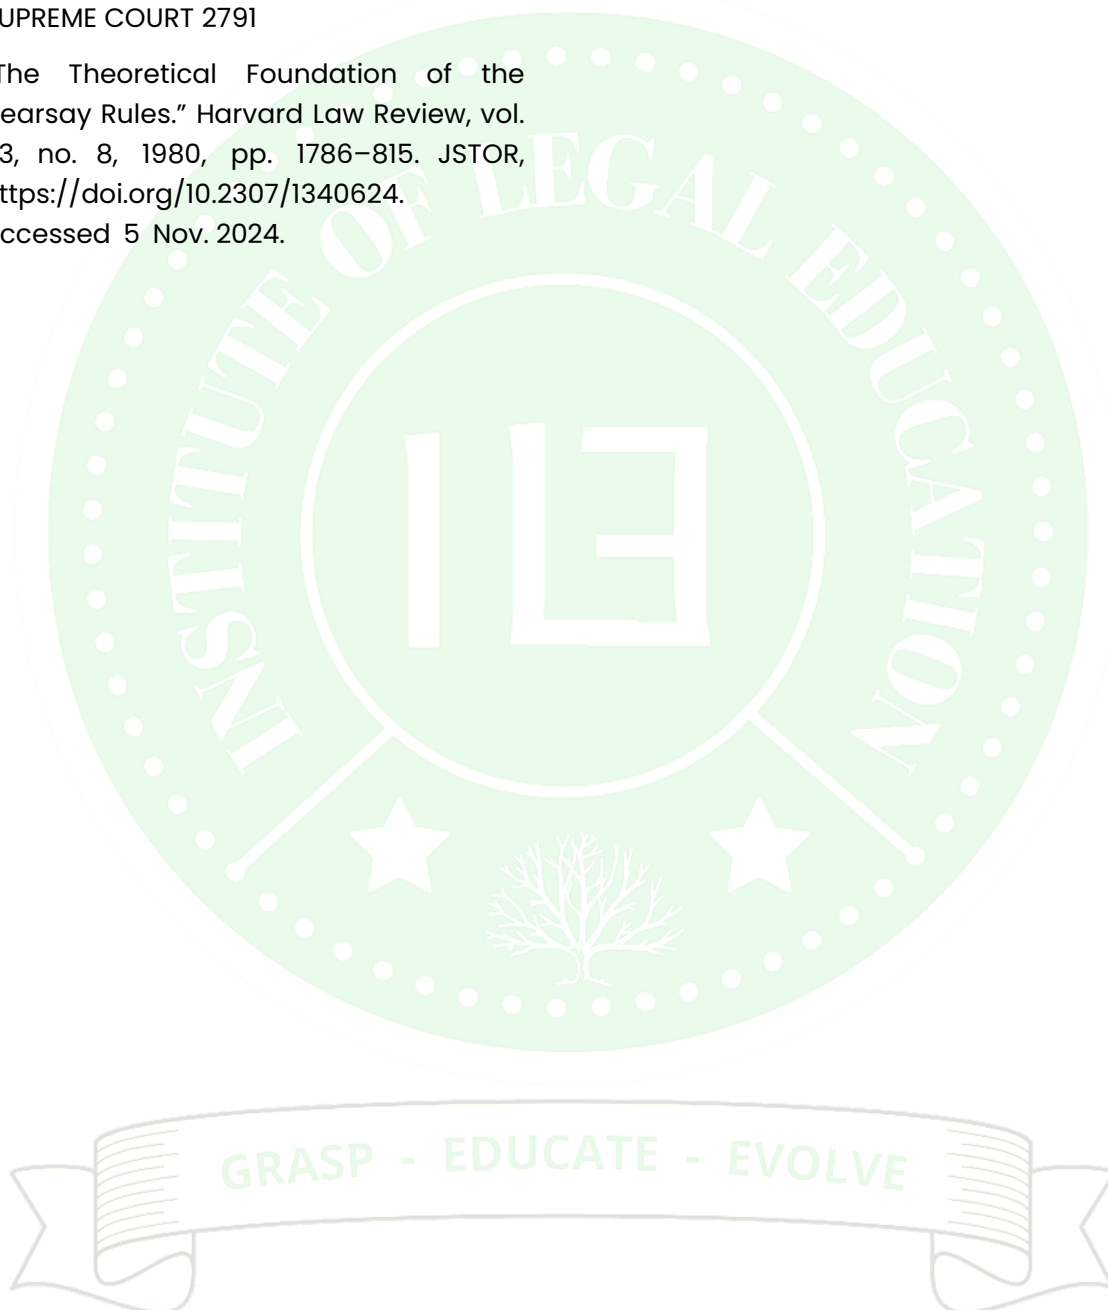 UPREME COURT 2791
The Theoretical Foundation of the
earsay Rules.” Harvard Law Review, vol.
3, no. 8, 1980, pp. 1786–815. JSTOR,
ttps://doi.org/10.2307/1340624.
ccessed 5 Nov. 2024.
INSTITUTE OF LEGAL EDUCATION
ILE
GRASP - EDUCATE - EVOLVE